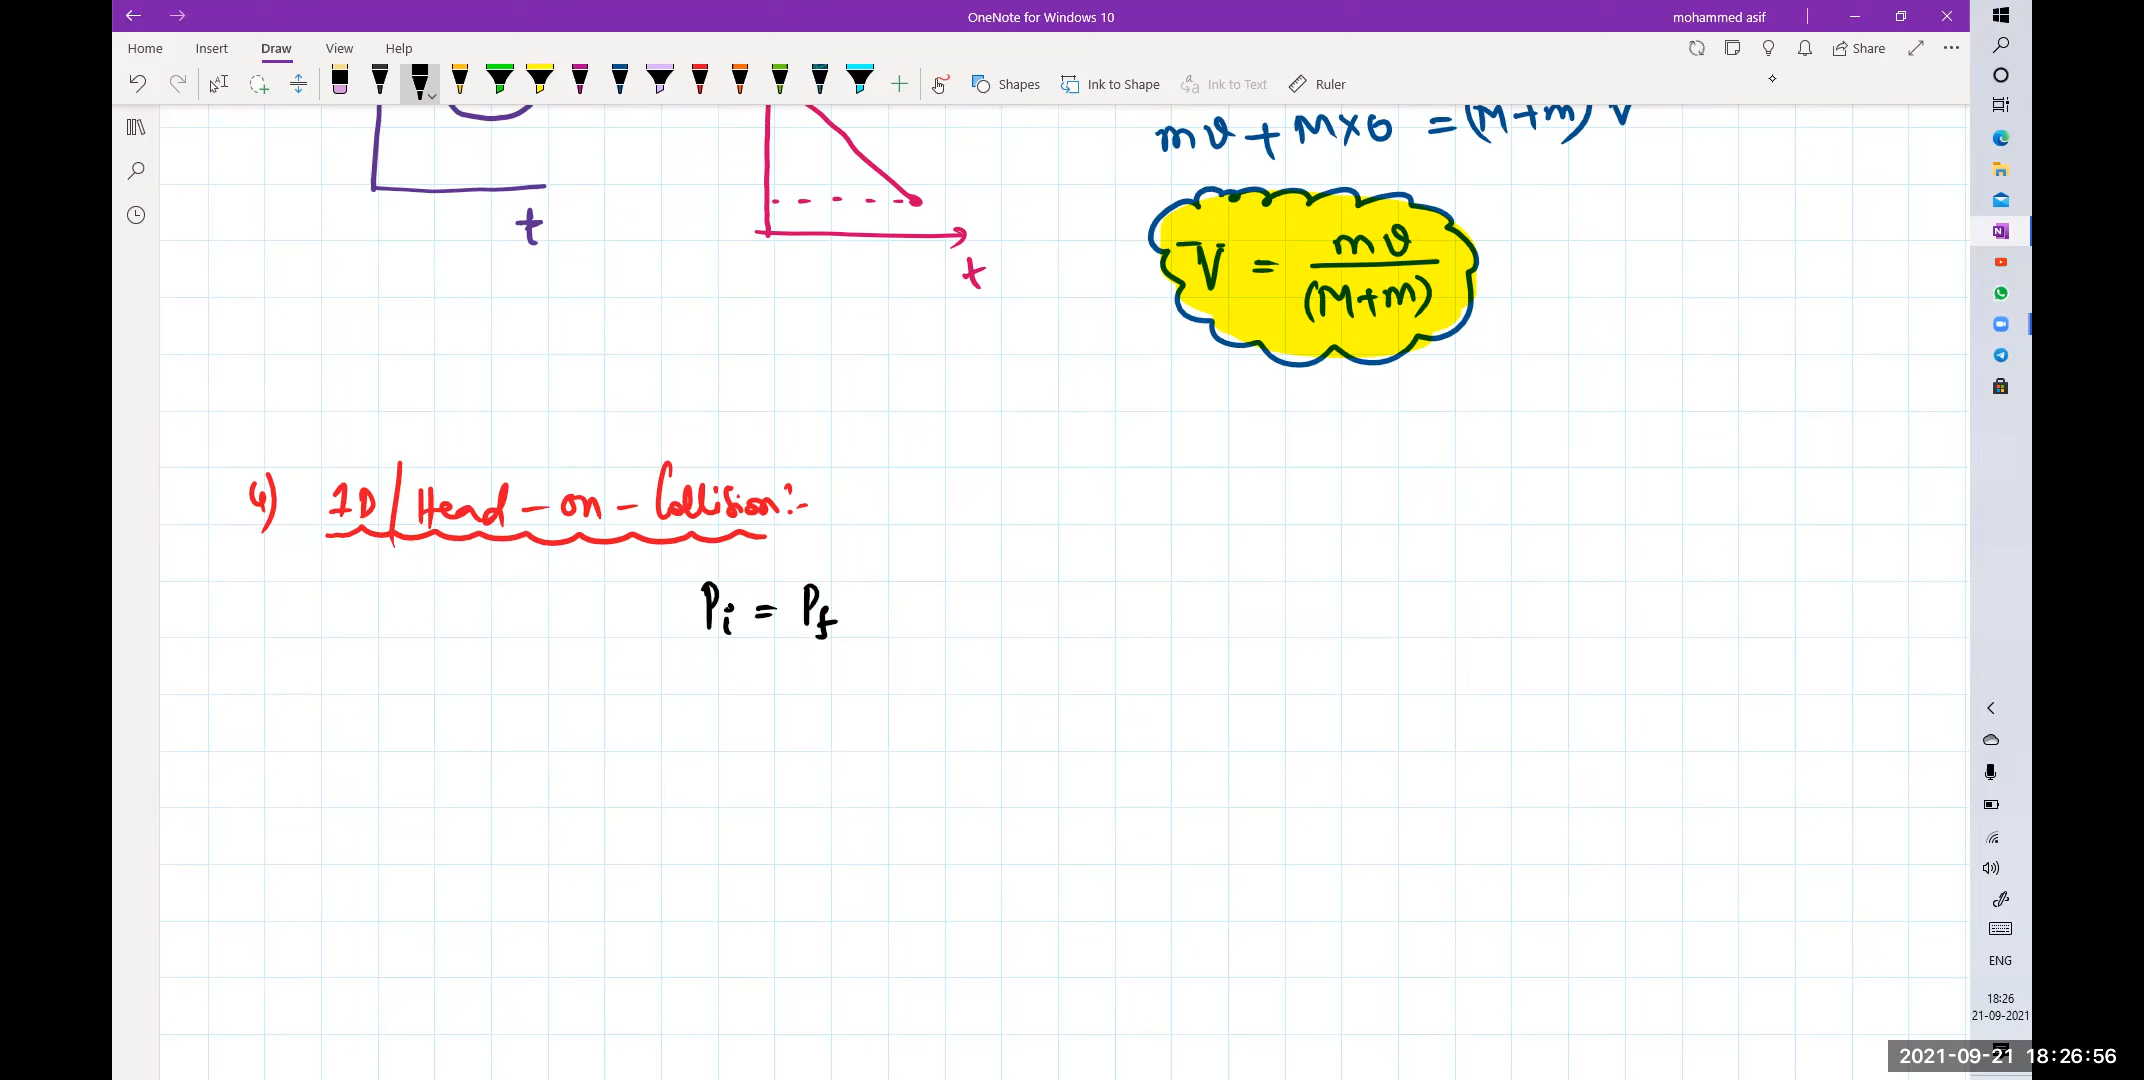 OneNote for Windows 10
mohammed asif
Home Insert Draw View Help
Share
Shapes Ink to Shape Ink to Text Ruler
mv + M×0 = (M+m) V
t
t
V = mv / (M+m)
4) 1D / Head-on-Collision:-
Pi = Pf
ENG
18:26
21-09-2021
2021-09-21 18:26:56